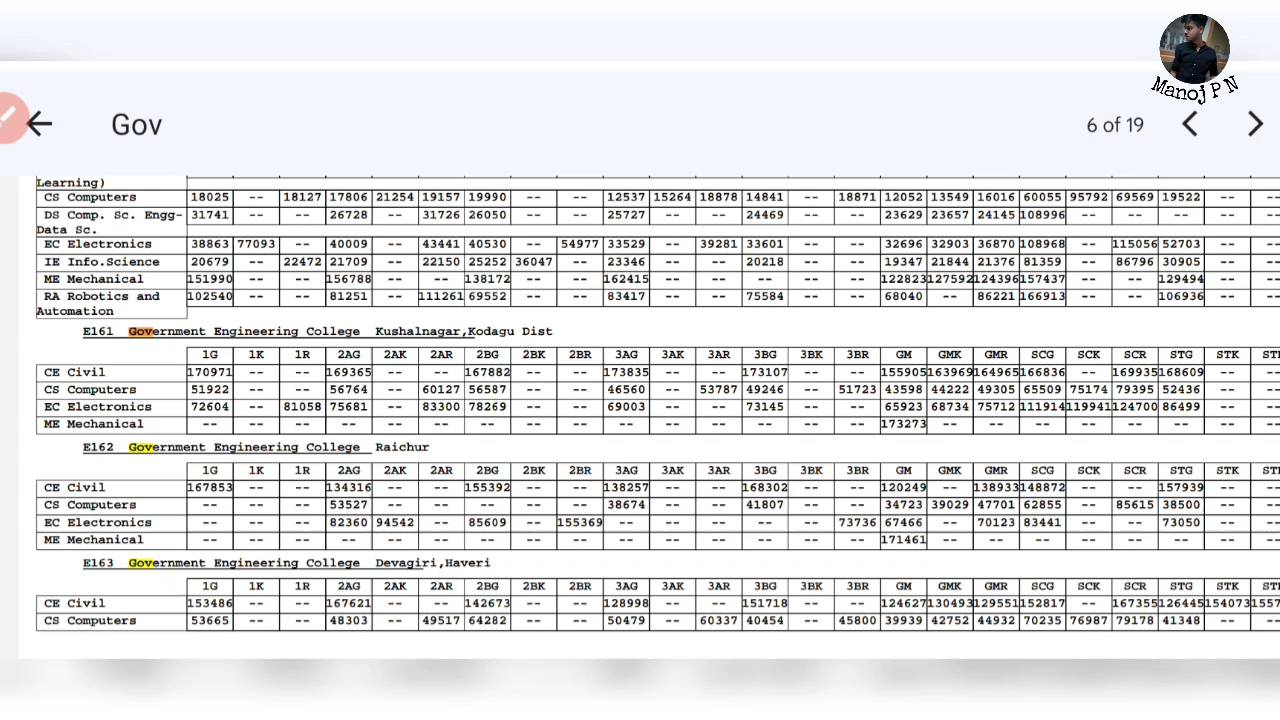 Manoj P N
Gov
6 of 19
Learning)
CS Computers 18025 -- 18127 17806 21254 19157 19990 -- -- 12537 15264 18878 14841 -- 18871 12052 13549 16016 60055 95792 69569 19522 -- --
DS Comp. Sc. Engg- 31741 -- -- 26728 -- 31726 26050 -- -- 25727 -- -- 24469 -- -- 23629 23657 24145 108996 -- -- -- -- --
Data Sc.
EC Electronics 38863 77093 -- 40009 -- 43441 40530 -- 54977 33529 -- 39281 33601 -- -- 32696 32903 36870 108968 -- 115056 52703 -- --
IE Info.Science 20679 -- 22472 21709 -- 22150 25252 36047 -- 23346 -- -- 20218 -- -- 19347 21844 21376 81359 -- 86796 30905 -- --
ME Mechanical 151990 -- -- 156788 -- -- 138172 -- -- 162415 -- -- -- -- -- 122823 127592 124396 157437 -- -- 129494 -- --
RA Robotics and 102540 -- -- 81251 -- 111261 69552 -- -- 83417 -- -- 75584 -- -- 68040 -- 86221 166913 -- -- 106936 -- --
Automation
E161 Government Engineering College Kushalnagar,Kodagu Dist
1G 1K 1R 2AG 2AK 2AR 2BG 2BK 2BR 3AG 3AK 3AR 3BG 3BK 3BR GM GMK GMR SCG SCK SCR STG STK ST
CE Civil 170971 -- -- 169365 -- -- 167882 -- -- 173835 -- -- 173107 -- -- 155905 163969 164965 166836 -- 169935 168609 -- --
CS Computers 51922 -- -- 56764 -- 60127 56587 -- -- 46560 -- 53787 49246 -- 51723 43598 44222 49305 65509 75174 79395 52436 -- --
EC Electronics 72604 -- 81058 75681 -- 83300 78269 -- -- 69003 -- -- 73145 -- -- 65923 68734 75712 111914 119941 124700 86499 -- --
ME Mechanical -- -- -- -- -- -- -- -- -- -- -- -- -- -- -- 173273 -- -- -- -- -- -- -- --
E162 Government Engineering College Raichur
1G 1K 1R 2AG 2AK 2AR 2BG 2BK 2BR 3AG 3AK 3AR 3BG 3BK 3BR GM GMK GMR SCG SCK SCR STG STK ST
CE Civil 167853 -- -- 134316 -- -- 155392 -- -- 138257 -- -- 168302 -- -- 120249 -- 138933 148872 -- -- 157939 -- --
CS Computers -- -- -- 53527 -- -- -- -- -- 38674 -- -- 41807 -- -- 34723 39029 47701 62855 -- 85615 38500 -- --
EC Electronics -- -- -- 82360 94542 -- 85609 -- 155369 -- -- -- -- -- 73736 67466 -- 70123 83441 -- -- 73050 -- --
ME Mechanical -- -- -- -- -- -- -- -- -- -- -- -- -- -- -- 171461 -- -- -- -- -- -- -- --
E163 Government Engineering College Devagiri,Haveri
1G 1K 1R 2AG 2AK 2AR 2BG 2BK 2BR 3AG 3AK 3AR 3BG 3BK 3BR GM GMK GMR SCG SCK SCR STG STK ST
CE Civil 153486 -- -- 167621 -- -- 142673 -- -- 128998 -- -- 151718 -- -- 124627 130493 129551 152817 -- 167355 126445 154073 1557
CS Computers 53665 -- -- 48303 -- 49517 64282 -- -- 50479 -- 60337 40454 -- 45800 39939 42752 44932 70235 76987 79178 41348 -- --